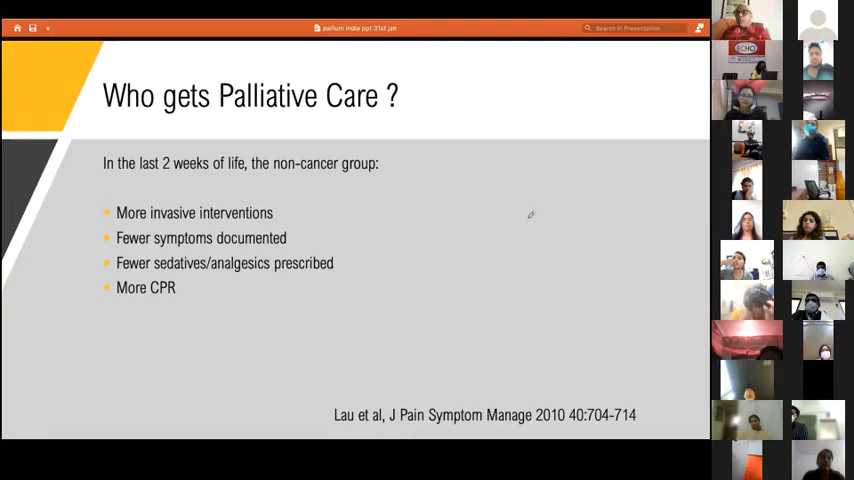 pallium india ppt 31st jan
Search in Presentation
Who gets Palliative Care ?
In the last 2 weeks of life, the non-cancer group:
More invasive interventions
Fewer symptoms documented
Fewer sedatives/analgesics prescribed
More CPR
Lau et al, J Pain Symptom Manage 2010 40:704-714
ECHO